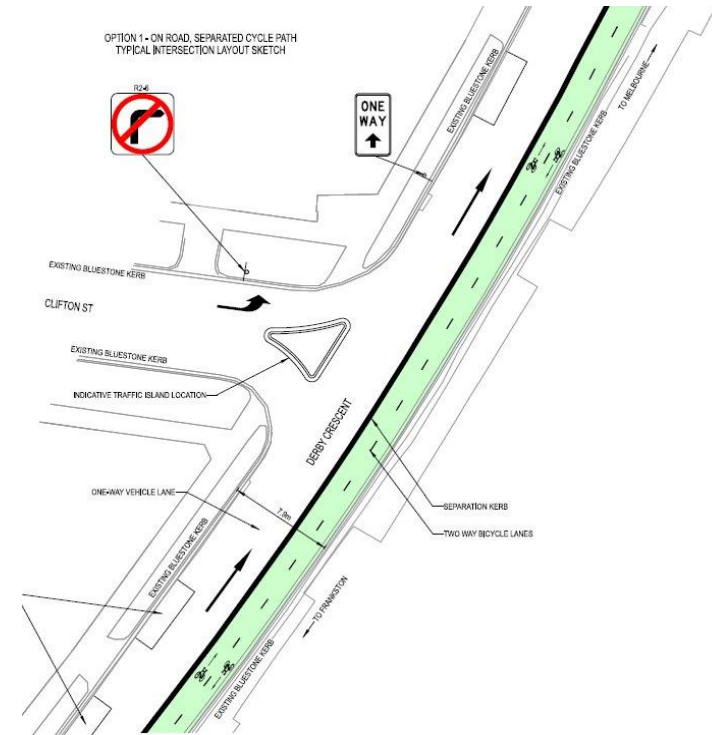 OPTION 1 - ON ROAD, SEPARATED CYCLE PATH
TYPICAL INTERSECTION LAYOUT SKETCH
R2-6
ONE
WAY
EXISTING BLUESTONE KERB
TO MELBOURNE
EXISTING BLUESTONE KERB
EXISTING BLUESTONE KERB
CLIFTON ST
EXISTING BLUESTONE KERB
INDICATIVE TRAFFIC ISLAND LOCATION
DERBY CRESCENT
ONE-WAY VEHICLE LANE
7.9m
SEPARATION KERB
TWO WAY BICYCLE LANES
EXISTING BLUESTONE KERB
TO FRANKSTON
EXISTING BLUESTONE KERB